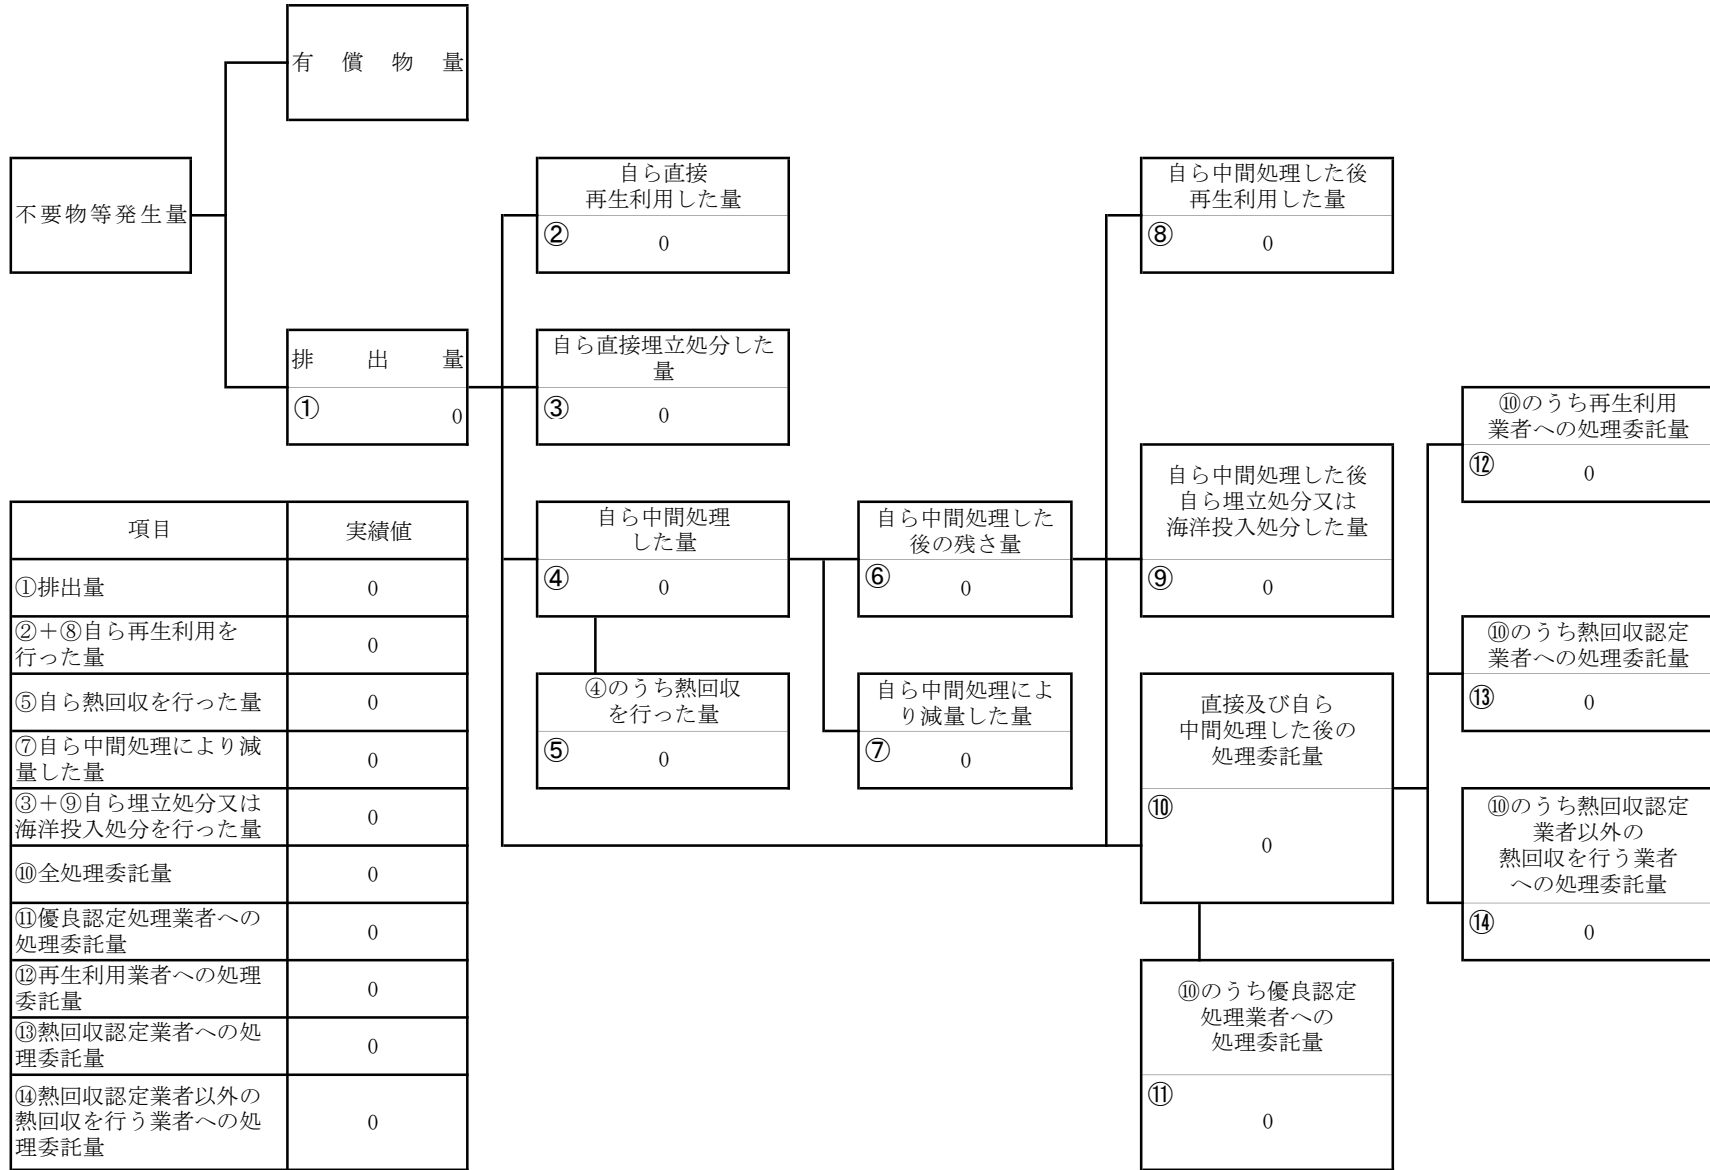 有償物量
不要物等発生量
排出量
①
0
自ら直接
再生利用した量
②
0
自ら直接埋立処分した
量
③
0
自ら中間処理
した量
④
0
④のうち熱回収
を行った量
⑤
0
自ら中間処理した
後の残さ量
⑥
0
自ら中間処理によ
り減量した量
⑦
0
自ら中間処理した後
再生利用した量
⑧
0
自ら中間処理した後
自ら埋立処分又は
海洋投入処分した量
⑨
0
直接及び自ら
中間処理した後の
処理委託量
⑩
0
⑩のうち優良認定
処理業者への
処理委託量
⑪
0
⑩のうち再生利用
業者への処理委託量
⑫
0
⑩のうち熱回収認定
業者への処理委託量
⑬
0
⑩のうち熱回収認定
業者以外の
熱回収を行う業者
への処理委託量
⑭
0
項目
実績値
①排出量
0
②+⑧自ら再生利用を
行った量
0
⑤自ら熱回収を行った量
0
⑦自ら中間処理により減
量した量
0
③+⑨自ら埋立処分又は
海洋投入処分を行った量
0
⑩全処理委託量
0
⑪優良認定処理業者への
処理委託量
0
⑫再生利用業者への処理
委託量
0
⑬熱回収認定業者への処
理委託量
0
⑭熱回収認定業者以外の
熱回収を行う業者への処
理委託量
0